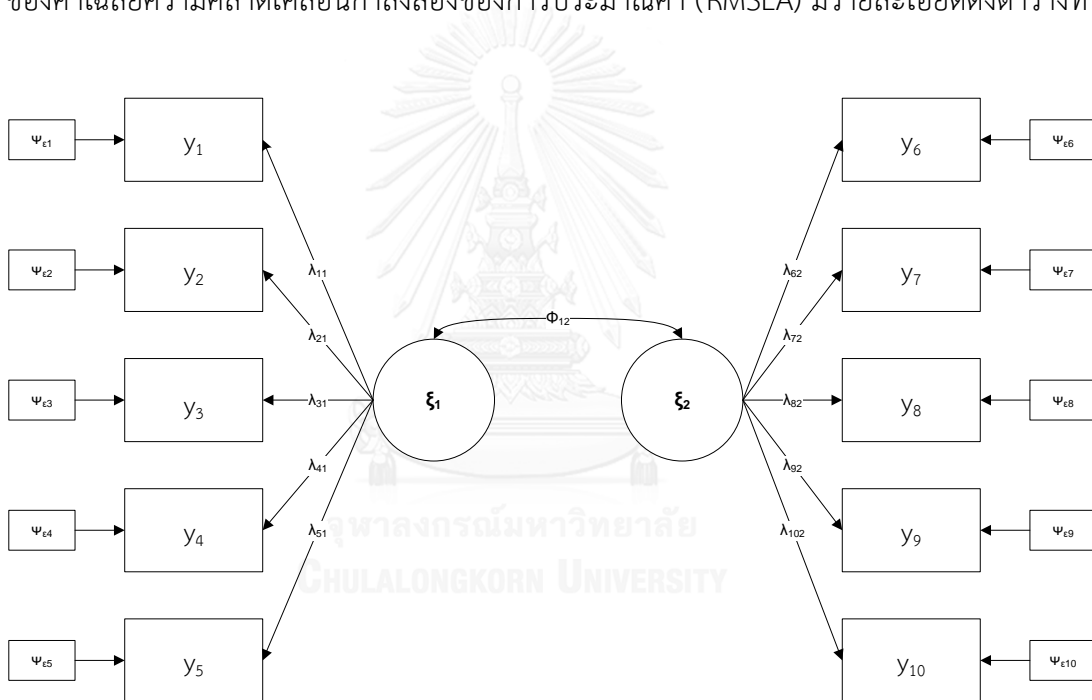 ของค่าเฉลี่ยความคลาดเคลื่อนกำลังสองของการประมาณค่า (RMSEA) มีรายละเอียดดังตารางที่
Ψε1 y1 y6 Ψε6
Ψε2 y2 λ11 λ62 y7 Ψε7
Φ12
λ21 λ72
Ψε3 y3 λ31 ξ1 ξ2 λ82 y8 Ψε8
λ41 λ92
Ψε4 y4 λ51 λ102 y9 Ψε9
จุฬาลงกรณ์มหาวิทยาลัย
CHULALONGKORN UNIVERSITY
Ψε5 y5 y10 Ψε10